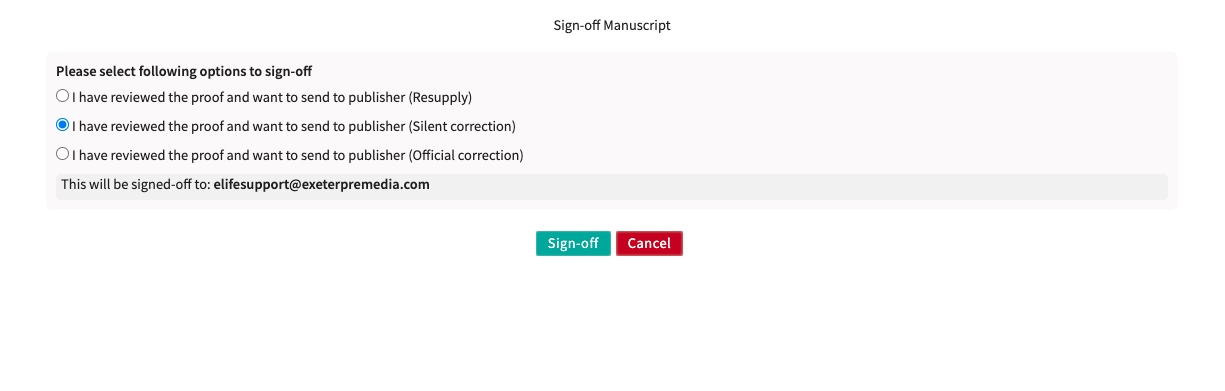 Sign-off Manuscript
Please select following options to sign-off
I have reviewed the proof and want to send to publisher (Resupply)
I have reviewed the proof and want to send to publisher (Silent correction)
I have reviewed the proof and want to send to publisher (Official correction)
This will be signed-off to: elifesupport@exeterpremedia.com
Sign-off Cancel